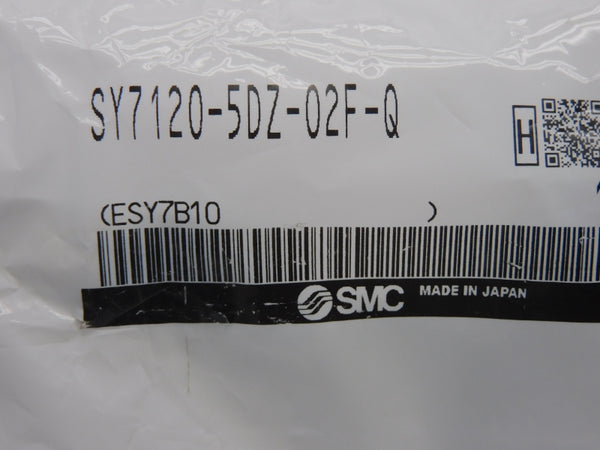 SY7120-5DZ-02F-Q
H
(ESY7B10 )
SMC MADE IN JAPAN